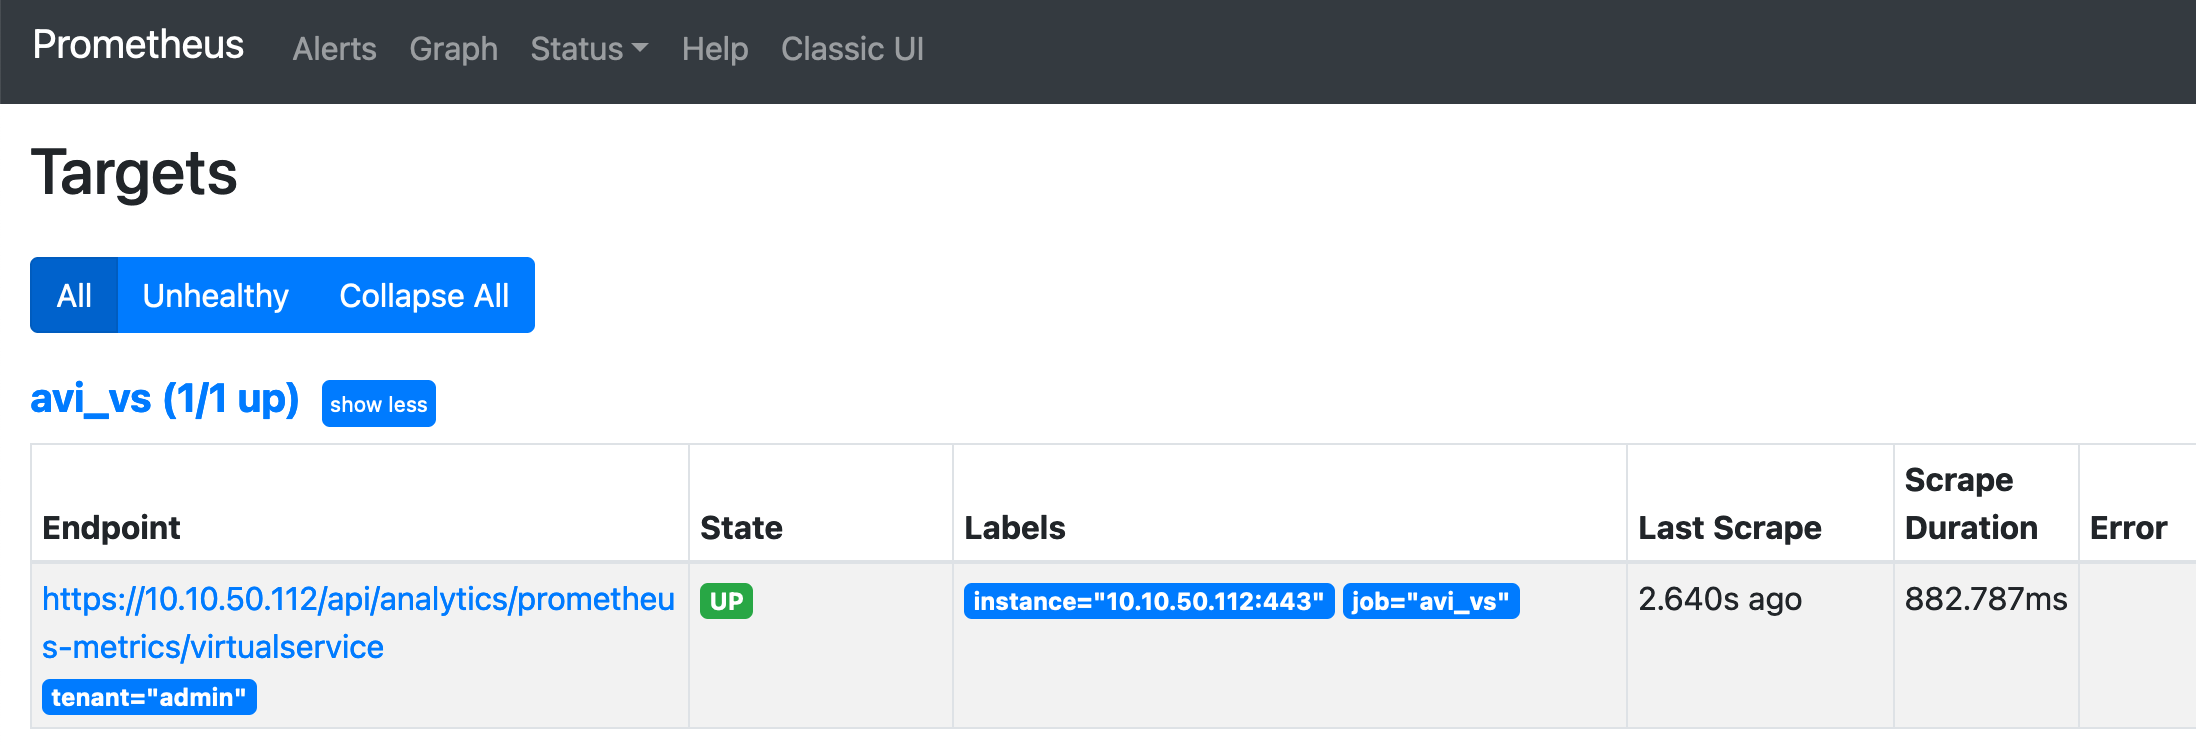 Prometheus Alerts Graph Status Help Classic UI
Targets
All Unhealthy Collapse All
avi_vs (1/1 up) show less
Endpoint State Labels Last Scrape Scrape Duration Error
https://10.10.50.112/api/analytics/prometheu
s-metrics/virtualservice
tenant="admin"
UP
instance="10.10.50.112:443" job="avi_vs"
2.640s ago
882.787ms